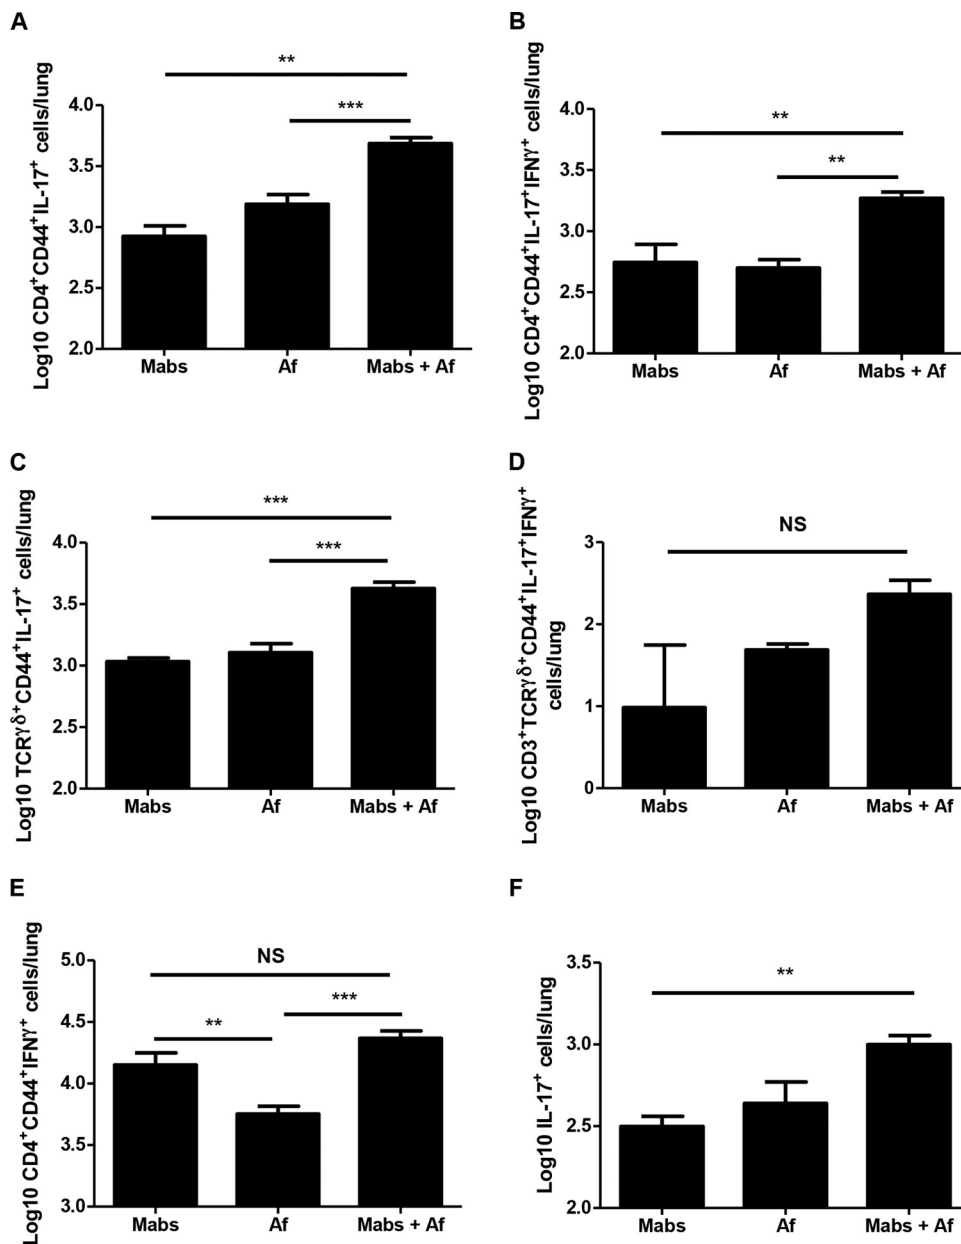 A
Log10 CD4⁺CD44⁺IL-17⁺ cells/lung
4.0
3.5
3.0
2.5
2.0
**
***
Mabs
Af
Mabs + Af
B
Log10 CD4⁺CD44⁺IL-17⁺IFNγ⁺ cells/lung
4.0
3.5
3.0
2.5
2.0
**
**
Mabs
Af
Mabs + Af
C
Log10 TCRγδ⁺CD44⁺IL-17⁺ cells/lung
4.0
3.5
3.0
2.5
2.0
***
***
Mabs
Af
Mabs + Af
D
Log10 CD3⁺TCRγδ⁺CD44⁺IL-17⁺IFNγ⁺
cells/lung
3
2
1
0
NS
Mabs
Af
Mabs + Af
E
Log10 CD4⁺CD44⁺IFNγ⁺ cells/lung
5.0
4.5
4.0
3.5
3.0
NS
**
***
Mabs
Af
Mabs + Af
F
Log10 IL-17⁺ cells/lung
3.5
3.0
2.5
2.0
**
Mabs
Af
Mabs + Af